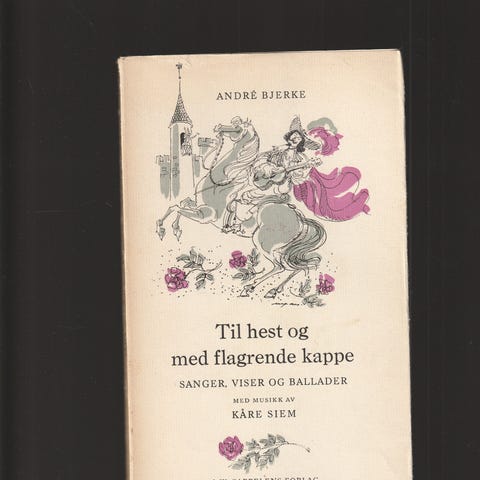 ANDRÉ BJERKE
Til hest og
med flagrende kappe
SANGER, VISER OG BALLADER
MED MUSIKK AV
KÅRE SIEM